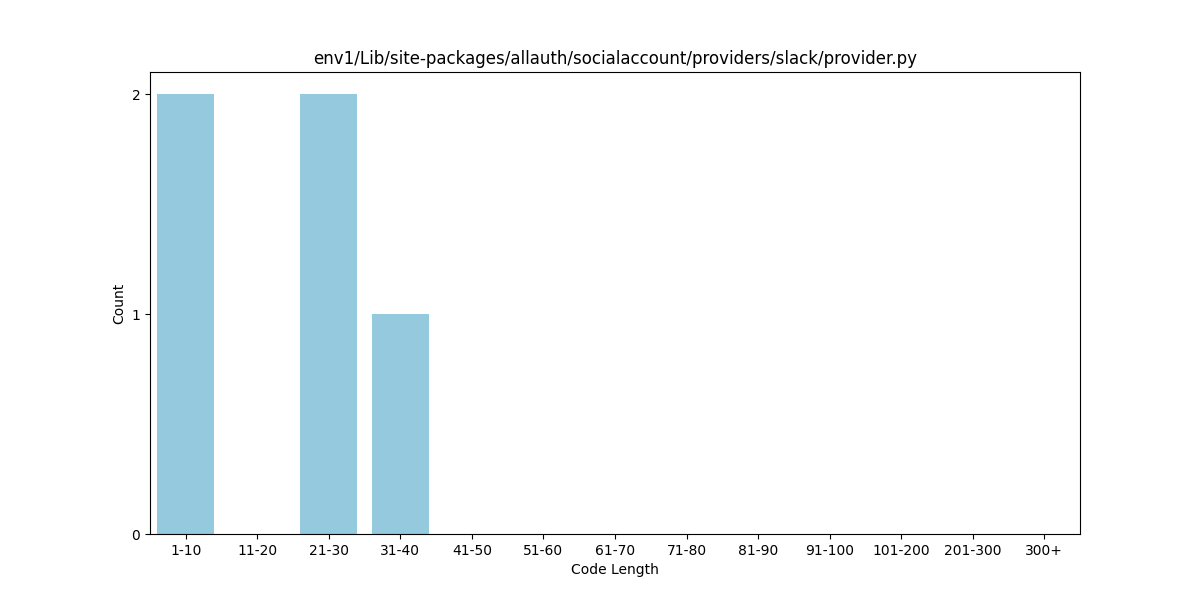 env1/Lib/site-packages/allauth/socialaccount/providers/slack/provider.py
2
1
0
Count
1-10 11-20 21-30 31-40 41-50 51-60 61-70 71-80 81-90 91-100 101-200 201-300 300+
Code Length